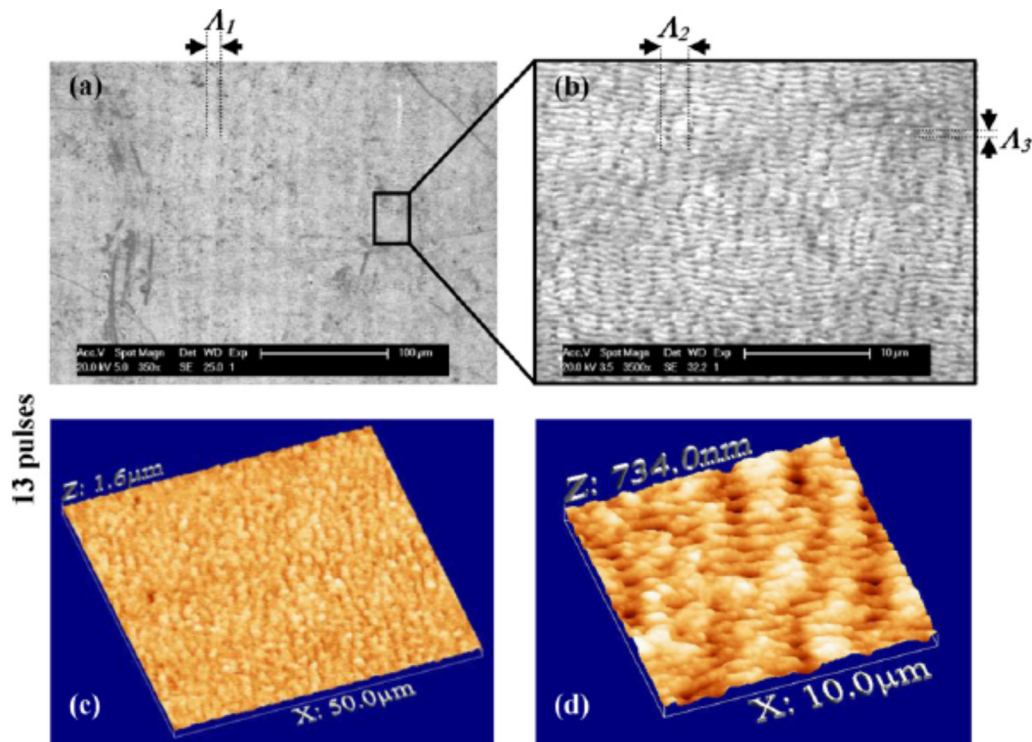 Λ1
Λ2
(a)
(b)
Λ3
Acc.V Spot Magn Det WD Exp 100 μm
20.0 kV 5.0 350x SE 25.0 1
Acc.V Spot Magn Det WD Exp 10 μm
20.0 kV 3.5 3500x SE 32.2 1
13 pulses
Z: 1.6μm
Z: 734.0nm
(c)
X: 50.0μm
(d)
X: 10.0μm